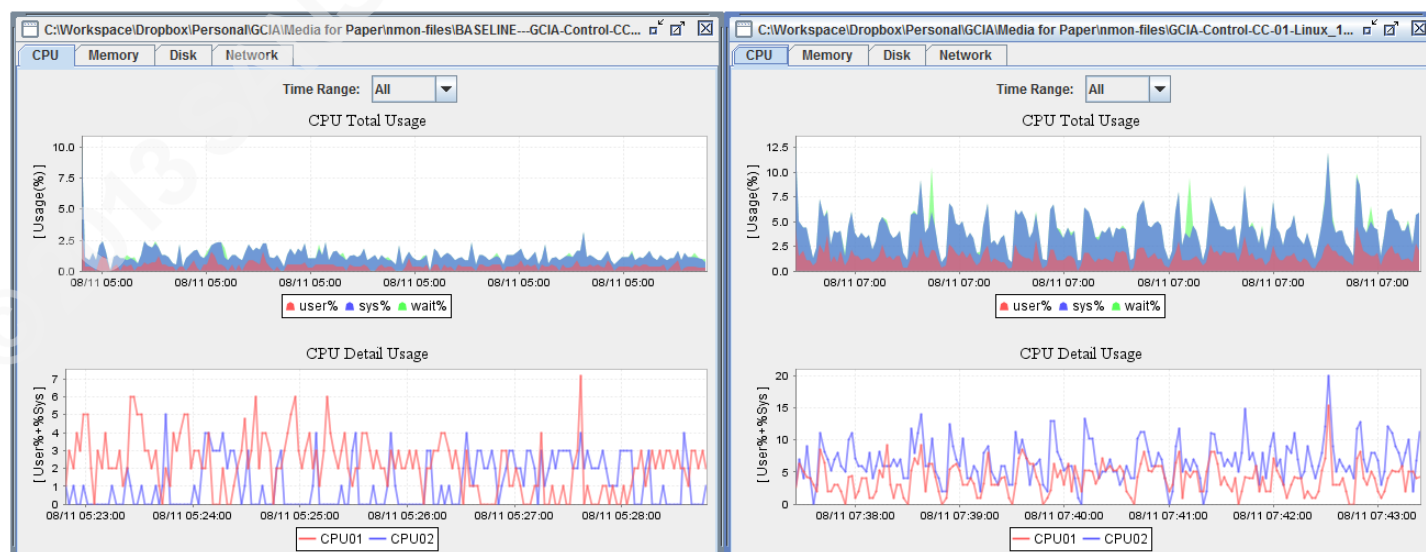 C:\Workspace\Dropbox\Personal\GCIA\Media for Paper\nmon-files\BASELINE---GCIA-Control-CC...
CPU Memory Disk Network
Time Range: All
CPU Total Usage
[ Usage(%) ]
10.0
7.5
5.0
2.5
0.0
08/11 05:00 08/11 05:00 08/11 05:00 08/11 05:00 08/11 05:00 08/11 05:00
user% sys% wait%
CPU Detail Usage
[ User%+%Sys ]
7
6
5
4
3
2
1
0
08/11 05:23:00 08/11 05:24:00 08/11 05:25:00 08/11 05:26:00 08/11 05:27:00 08/11 05:28:00
CPU01 CPU02
C:\Workspace\Dropbox\Personal\GCIA\Media for Paper\nmon-files\GCIA-Control-CC-01-Linux_1...
CPU Memory Disk Network
Time Range: All
CPU Total Usage
[ Usage(%) ]
12.5
10.0
7.5
5.0
2.5
0.0
08/11 07:00 08/11 07:00 08/11 07:00 08/11 07:00 08/11 07:00 08/11 07:00
user% sys% wait%
CPU Detail Usage
[ User%+%Sys ]
20
15
10
5
0
08/11 07:38:00 08/11 07:39:00 08/11 07:40:00 08/11 07:41:00 08/11 07:42:00 08/11 07:43:00
CPU01 CPU02